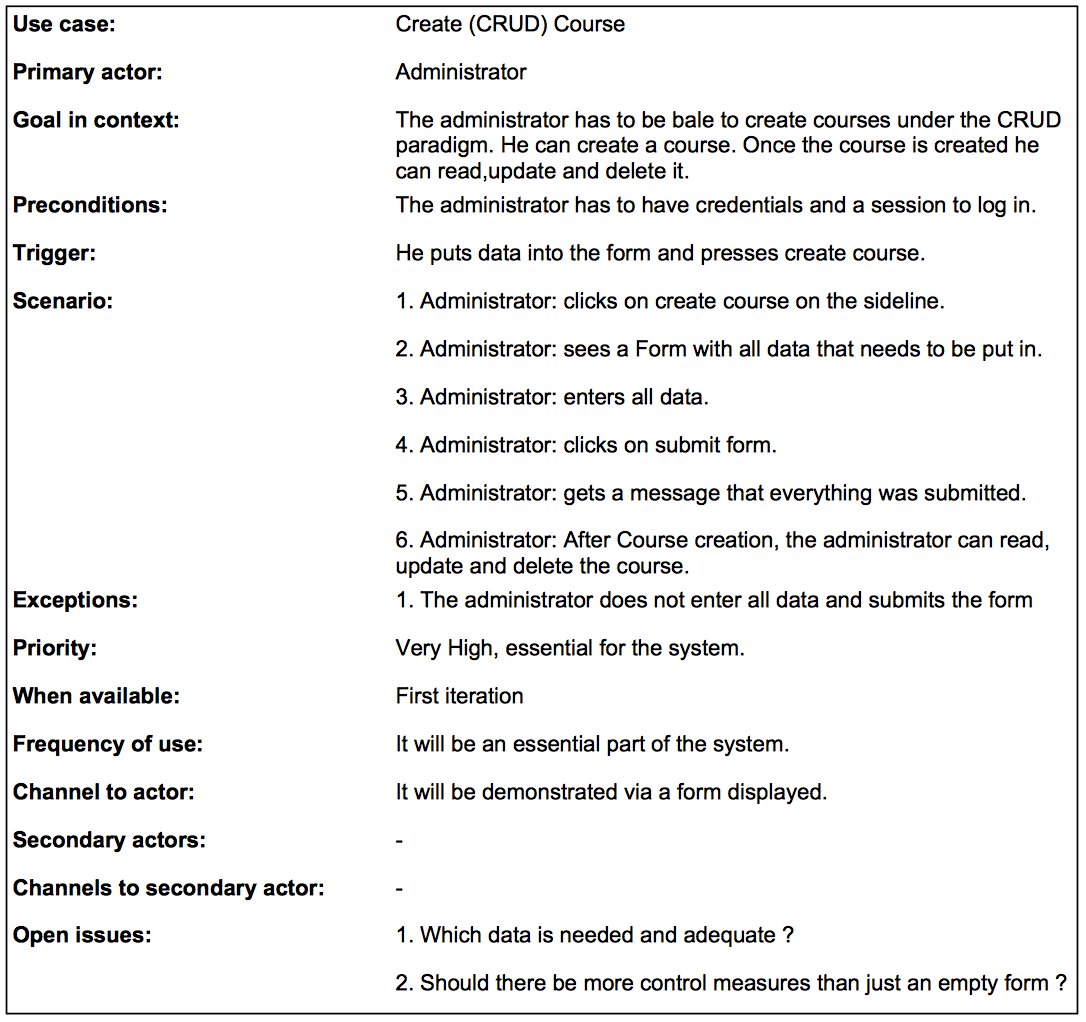 Use case: Create (CRUD) Course
Primary actor: Administrator
Goal in context: The administrator has to be bale to create courses under the CRUD
paradigm. He can create a course. Once the course is created he
can read,update and delete it.
Preconditions: The administrator has to have credentials and a session to log in.
Trigger: He puts data into the form and presses create course.
Scenario: 1. Administrator: clicks on create course on the sideline.
2. Administrator: sees a Form with all data that needs to be put in.
3. Administrator: enters all data.
4. Administrator: clicks on submit form.
5. Administrator: gets a message that everything was submitted.
6. Administrator: After Course creation, the administrator can read,
update and delete the course.
Exceptions: 1. The administrator does not enter all data and submits the form
Priority: Very High, essential for the system.
When available: First iteration
Frequency of use: It will be an essential part of the system.
Channel to actor: It will be demonstrated via a form displayed.
Secondary actors: -
Channels to secondary actor: -
Open issues: 1. Which data is needed and adequate ?
2. Should there be more control measures than just an empty form ?